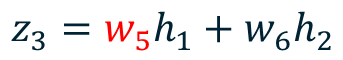 z₃ = w₅h₁ + w₆h₂